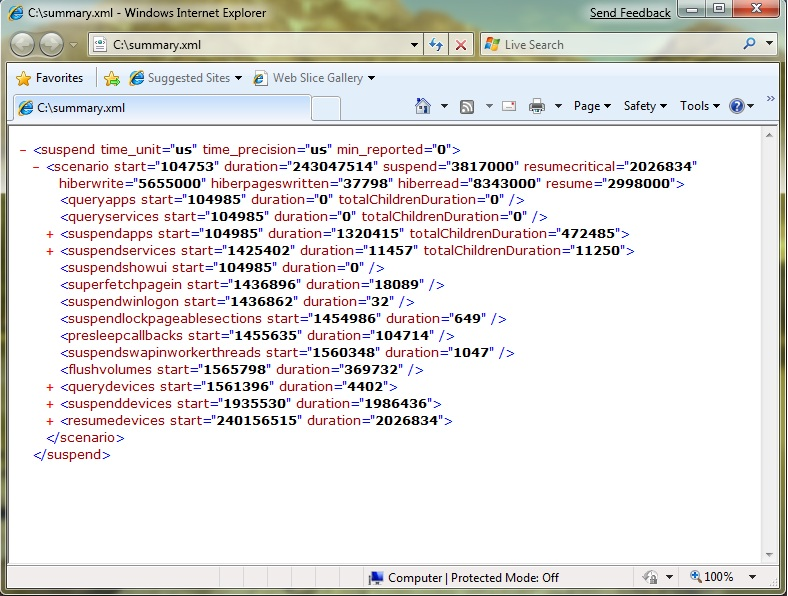 C:\summary.xml - Windows Internet Explorer
Send Feedback
C:\summary.xml
Live Search
Favorites
Suggested Sites
Web Slice Gallery
C:\summary.xml
Page
Safety
Tools
»
- <suspend time_unit="us" time_precision="us" min_reported="0">
- <scenario start="104753" duration="243047514" suspend="3817000" resumecritical="2026834"
hiberwrite="5655000" hiberpageswritten="37798" hiberread="8343000" resume="2998000">
<queryapps start="104985" duration="0" totalChildrenDuration="0" />
<queryservices start="104985" duration="0" totalChildrenDuration="0" />
+ <suspendapps start="104985" duration="1320415" totalChildrenDuration="472485">
+ <suspendservices start="1425402" duration="11457" totalChildrenDuration="11250">
<suspendshowui start="104985" duration="0" />
<superfetchpagein start="1436896" duration="18089" />
<suspendwinlogon start="1436862" duration="32" />
<suspendlockpageablesections start="1454986" duration="649" />
<presleepcallbacks start="1455635" duration="104714" />
<suspendswapinworkerthreads start="1560348" duration="1047" />
<flushvolumes start="1565798" duration="369732" />
+ <querydevices start="1561396" duration="4402">
+ <suspenddevices start="1935530" duration="1986436">
+ <resumedevices start="240156515" duration="2026834">
</scenario>
</suspend>
Computer | Protected Mode: Off
100%